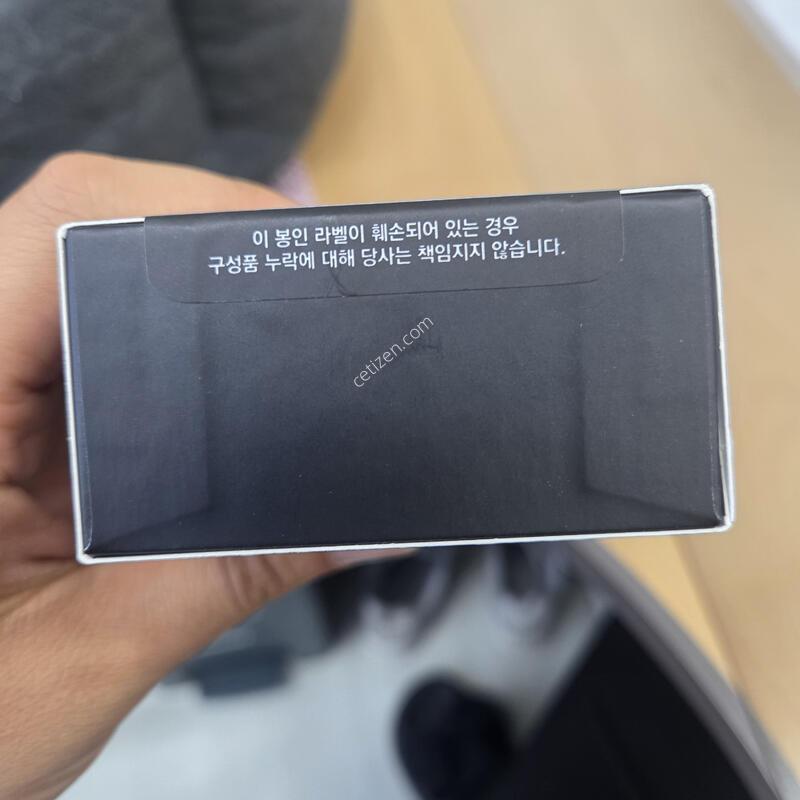 이 봉인 라벨이 훼손되어 있는 경우
구성품 누락에 대해 당사는 책임지지 않습니다.
cetizen.com